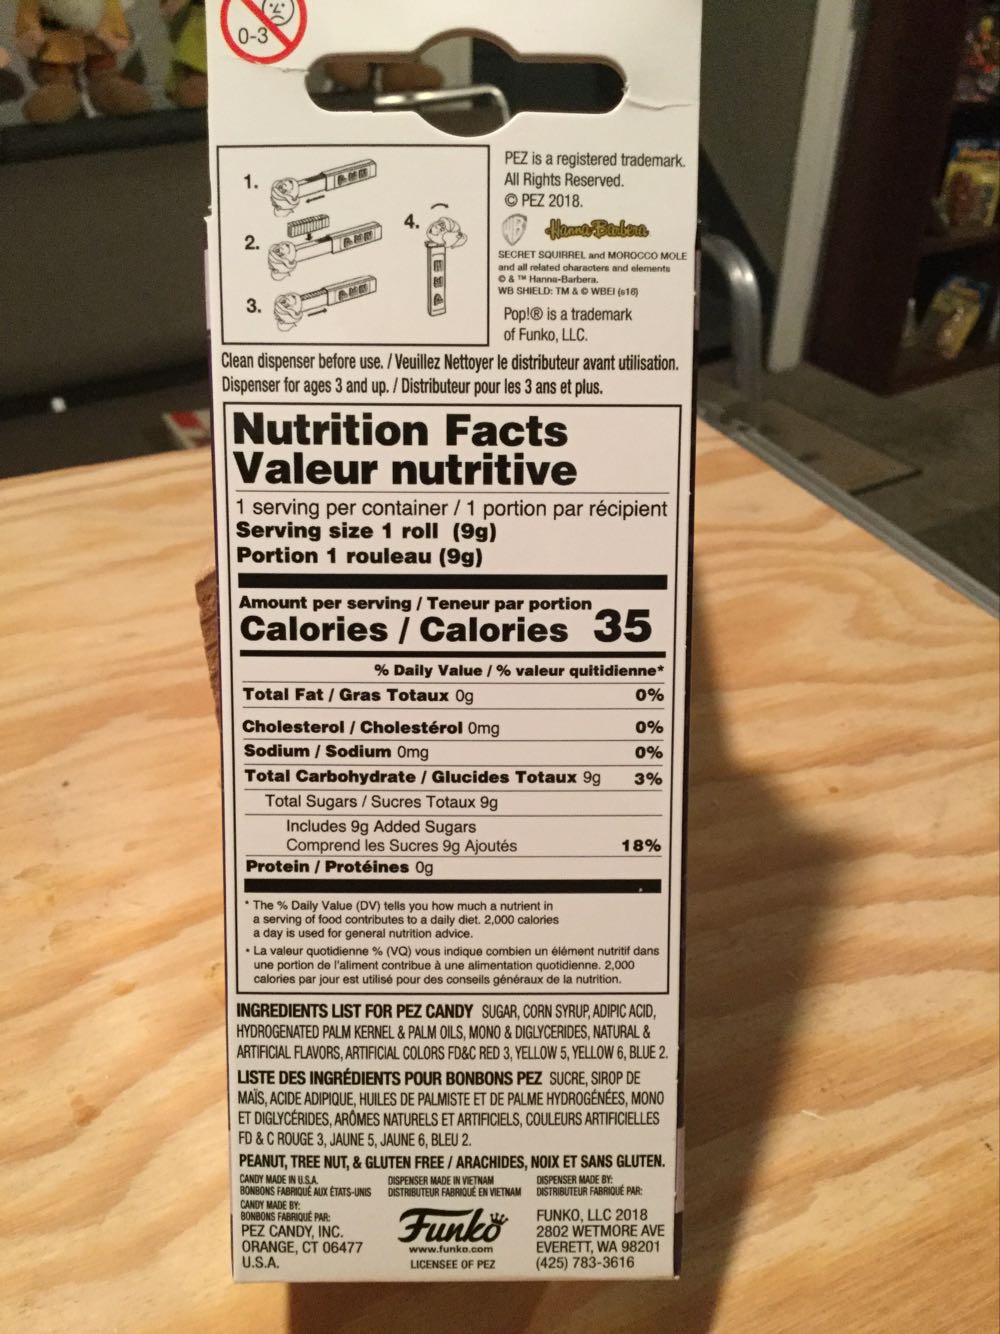 0-3
1.
2.
3.
4.
PEZ is a registered trademark.
All Rights Reserved.
© PEZ 2018.
WB Hanna-Barbera
SECRET SQUIRREL and MOROCCO MOLE
and all related characters and elements
© & ™ Hanna-Barbera.
WB SHIELD: TM & © WBEI (s18)
Pop!® is a trademark
of Funko, LLC.
Clean dispenser before use. / Veuillez Nettoyer le distributeur avant utilisation.
Dispenser for ages 3 and up. / Distributeur pour les 3 ans et plus.
Nutrition Facts
Valeur nutritive
1 serving per container / 1 portion par récipient
Serving size 1 roll (9g)
Portion 1 rouleau (9g)
Amount per serving / Teneur par portion
Calories / Calories 35
% Daily Value / % valeur quitidienne*
Total Fat / Gras Totaux 0g 0%
Cholesterol / Cholestérol 0mg 0%
Sodium / Sodium 0mg 0%
Total Carbohydrate / Glucides Totaux 9g 3%
Total Sugars / Sucres Totaux 9g
Includes 9g Added Sugars
Comprend les Sucres 9g Ajoutés 18%
Protein / Protéines 0g
* The % Daily Value (DV) tells you how much a nutrient in
a serving of food contributes to a daily diet. 2,000 calories
a day is used for general nutrition advice.
* La valeur quotidienne % (VQ) vous indique combien un élément nutritif dans
une portion de l'aliment contribue à une alimentation quotidienne. 2,000
calories par jour est utilisé pour des conseils généraux de la nutrition.
INGREDIENTS LIST FOR PEZ CANDY SUGAR, CORN SYRUP, ADIPIC ACID,
HYDROGENATED PALM KERNEL & PALM OILS, MONO & DIGLYCERIDES, NATURAL &
ARTIFICIAL FLAVORS, ARTIFICIAL COLORS FD&C RED 3, YELLOW 5, YELLOW 6, BLUE 2.
LISTE DES INGRÉDIENTS POUR BONBONS PEZ SUCRE, SIROP DE
MAÏS, ACIDE ADIPIQUE, HUILES DE PALMISTE ET DE PALME HYDROGÉNÉES, MONO
ET DIGLYCÉRIDES, ARÔMES NATURELS ET ARTIFICIELS, COULEURS ARTIFICIELLES
FD & C ROUGE 3, JAUNE 5, JAUNE 6, BLEU 2.
PEANUT, TREE NUT, & GLUTEN FREE / ARACHIDES, NOIX ET SANS GLUTEN.
CANDY MADE IN U.S.A.
BONBONS FABRIQUÉ AUX ÉTATS-UNIS
CANDY MADE BY:
BONBONS FABRIQUÉ PAR:
PEZ CANDY, INC.
ORANGE, CT 06477
U.S.A.
DISPENSER MADE IN VIETNAM
DISTRIBUTEUR FABRIQUÉ EN VIETNAM
Funko
www.funko.com
LICENSEE OF PEZ
DISPENSER MADE BY:
DISTRIBUTEUR FABRIQUÉ PAR:
FUNKO, LLC 2018
2802 WETMORE AVE
EVERETT, WA 98201
(425) 783-3616